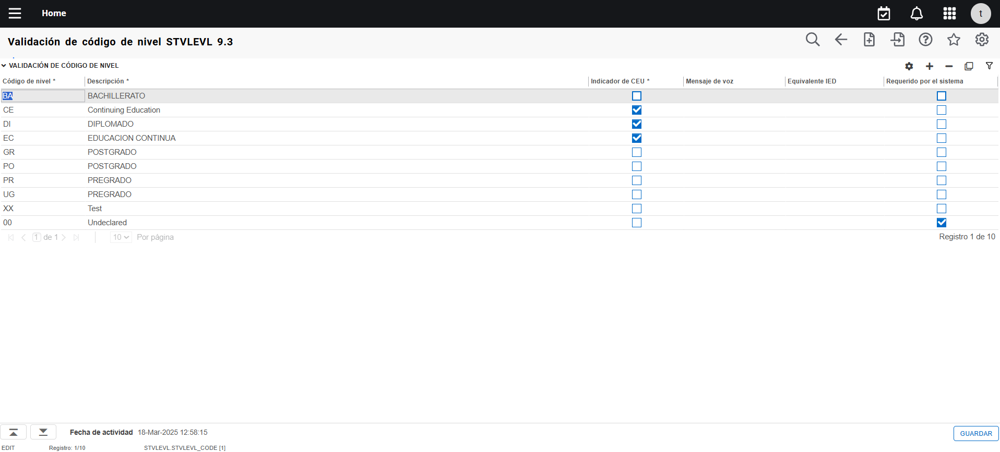 Home
t
Validación de código de nivel STVLEVL 9.3
VALIDACIÓN DE CÓDIGO DE NIVEL
Código de nivel * Descripción * Indicador de CEU * Mensaje de voz Equivalente IED Requerido por el sistema
BA BACHILLERATO
CE Continuing Education
DI DIPLOMADO
EC EDUCACION CONTINUA
GR POSTGRADO
PO POSTGRADO
PR PREGRADO
UG PREGRADO
XX Test
00 Undeclared
1 de 1 10 Por página Registro 1 de 10
Fecha de actividad 18-Mar-2025 12:58:15 GUARDAR
EDIT Registro: 1/10 STVLEVL.STVLEVL_CODE [1]